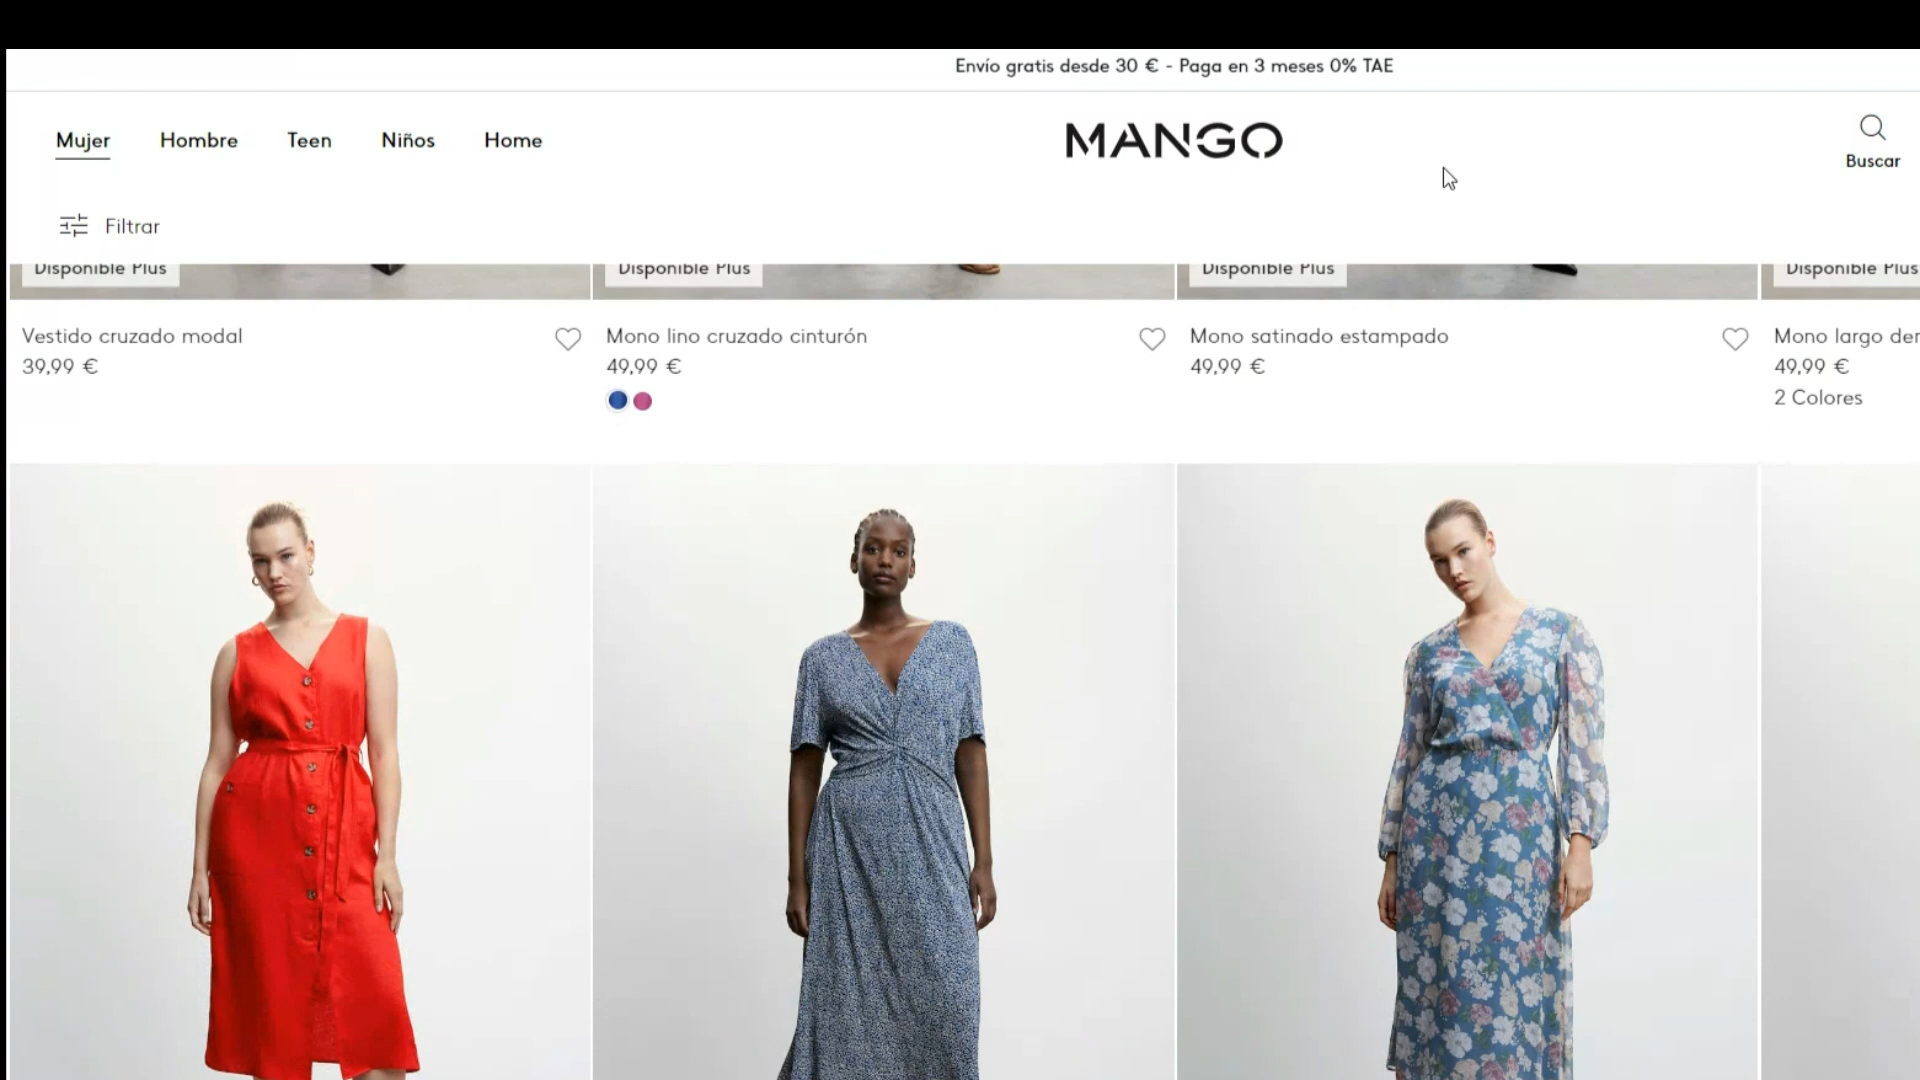 Envío gratis desde 30 € - Paga en 3 meses 0% TAE
Mujer Hombre Teen Niños Home
MANGO
Buscar
Filtrar
Disponible Plus Disponible Plus Disponible Plus Disponible Plus
Vestido cruzado modal
39,99 €
Mono lino cruzado cinturón
49,99 €
Mono satinado estampado
49,99 €
Mono largo der
49,99 €
2 Colores